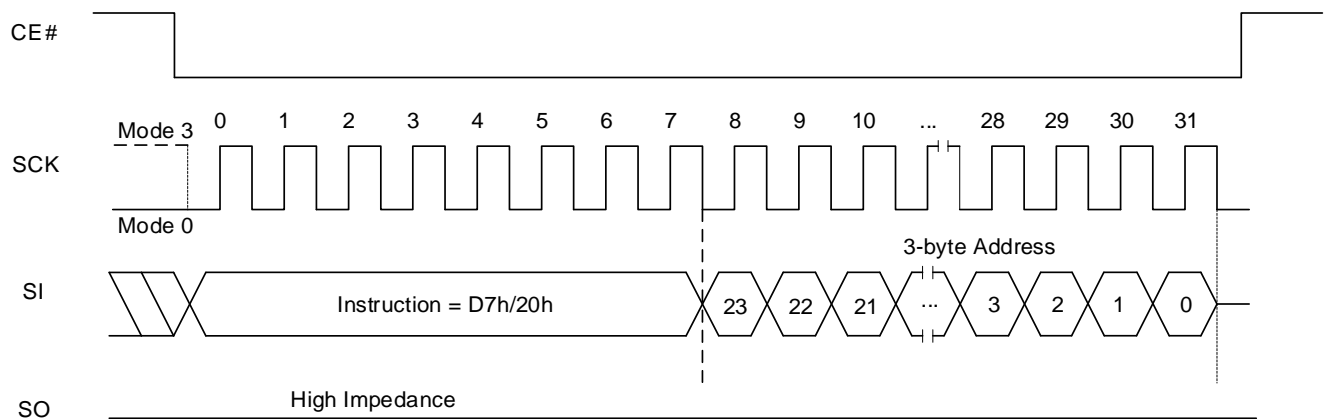 CE#
0 1 2 3 4 5 6 7 8 9 10 ... 28 29 30 31
Mode 3
SCK
Mode 0
3-byte Address
SI
Instruction = D7h/20h 23 22 21 ... 3 2 1 0
High Impedance
SO